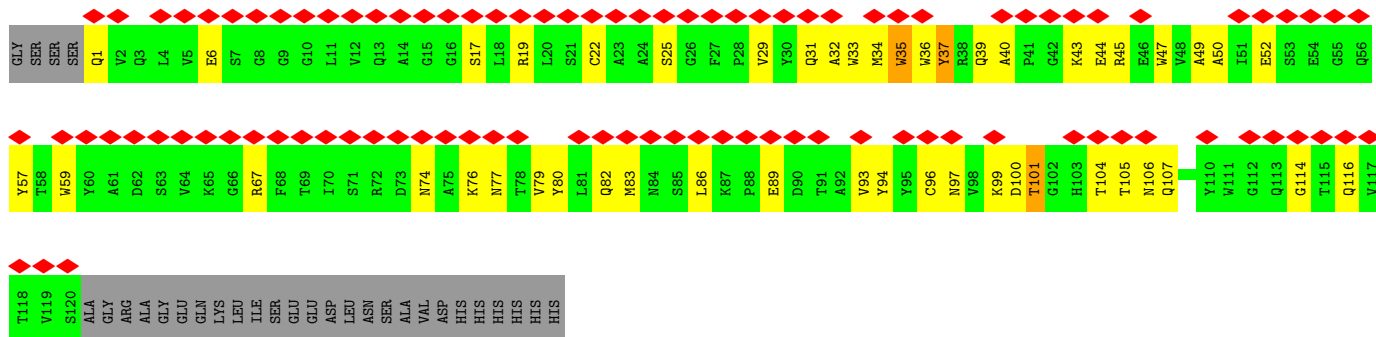 GLY SER SER SER Q1 V2 Q3 L4 V5 E6 S7 G8 G9 G10 L11 V12 Q13 A14 G15 G16 S17 L18 R19 L20 S21 C22 A23 A24 S25 G26 F27 P28 V29 Y30 Q31 A32 W33 M34 W35 W36 Y37 R38 Q39 A40 P41 G42 K43 E44 R45 E46 W47 V48 A49 A50 I51 E52 S53 E54 G55 Q56
Y57 T58 W59 Y60 A61 D62 S63 V64 K65 G66 R67 F68 T69 I70 S71 R72 D73 N74 A75 K76 N77 T78 V79 Y80 L81 Q82 M83 N84 S85 L86 K87 P88 E89 D90 T91 A92 V93 Y94 Y95 C96 N97 V98 K99 D100 T101 G102 H103 T104 T105 N106 Q107 Y110 W111 G112 Q113 G114 T115 Q116 V117
T118 V119 S120 ALA GLY ARG ALA GLY GLU GLN LYS LEU ILE SER GLU GLU ASP LEU ASN SER ALA VAL ASP HIS HIS HIS HIS HIS HIS